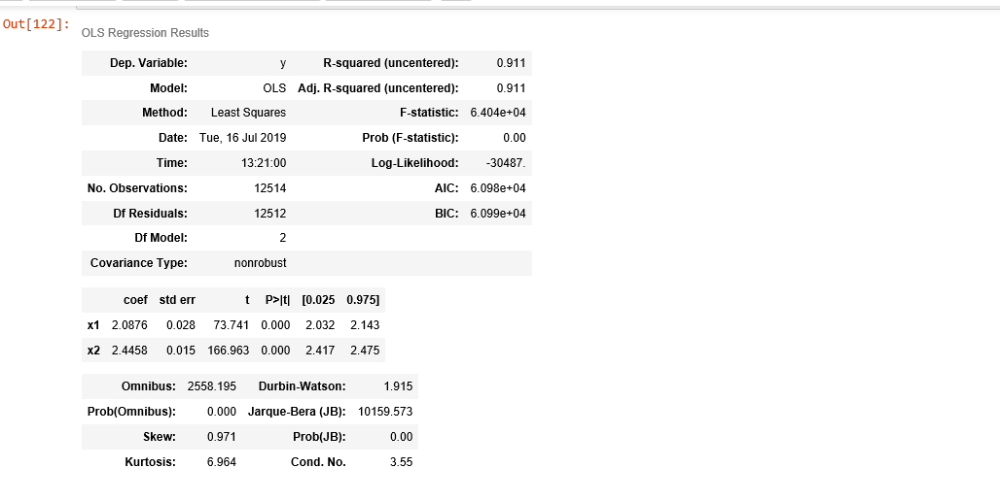 Out[122]:
OLS Regression Results
Dep. Variable: y R-squared (uncentered): 0.911
Model: OLS Adj. R-squared (uncentered): 0.911
Method: Least Squares F-statistic: 6.404e+04
Date: Tue, 16 Jul 2019 Prob (F-statistic): 0.00
Time: 13:21:00 Log-Likelihood: -30487.
No. Observations: 12514 AIC: 6.098e+04
Df Residuals: 12512 BIC: 6.099e+04
Df Model: 2
Covariance Type: nonrobust
coef std err t P>|t| [0.025 0.975]
x1 2.0876 0.028 73.741 0.000 2.032 2.143
x2 2.4458 0.015 166.963 0.000 2.417 2.475
Omnibus: 2558.195 Durbin-Watson: 1.915
Prob(Omnibus): 0.000 Jarque-Bera (JB): 10159.573
Skew: 0.971 Prob(JB): 0.00
Kurtosis: 6.964 Cond. No. 3.55